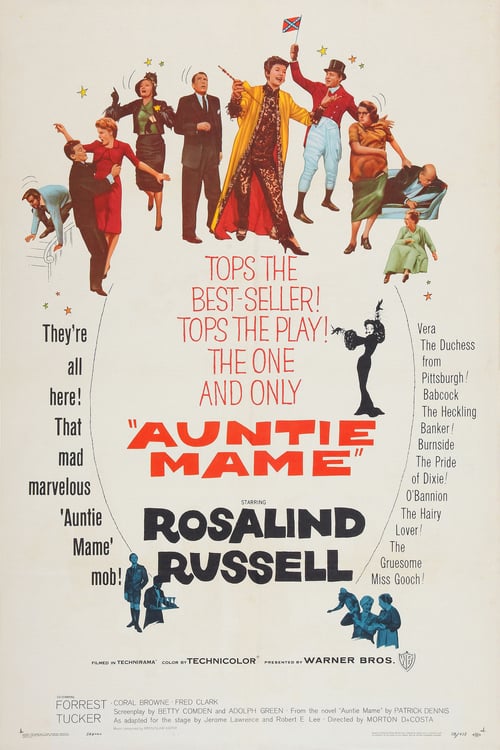 TOPS THE
BEST-SELLER!
TOPS THE PLAY!
THE ONE
AND ONLY
"AUNTIE
MAME"
STARRING
ROSALIND
RUSSELL
They're
all
here!
That
mad
marvelous
'Auntie
Mame'
mob!
Vera
The Duchess
from
Pittsburgh!
Babcock
The Heckling
Banker!
Burnside
The Pride
of Dixie!
O'Bannion
The Hairy
Lover!
The
Gruesome
Miss Gooch!
FILMED IN TECHNIRAMA® COLOR BY TECHNICOLOR® PRESENTED BY WARNER BROS. WB
CO-STARRING
FORREST
TUCKER
· CORAL BROWNE · FRED CLARK
Screenplay by BETTY COMDEN and ADOLPH GREEN · From the novel "Auntie Mame" by PATRICK DENNIS
As adapted for the stage by Jerome Lawrence and Robert E. Lee · Directed by MORTON DaCOSTA